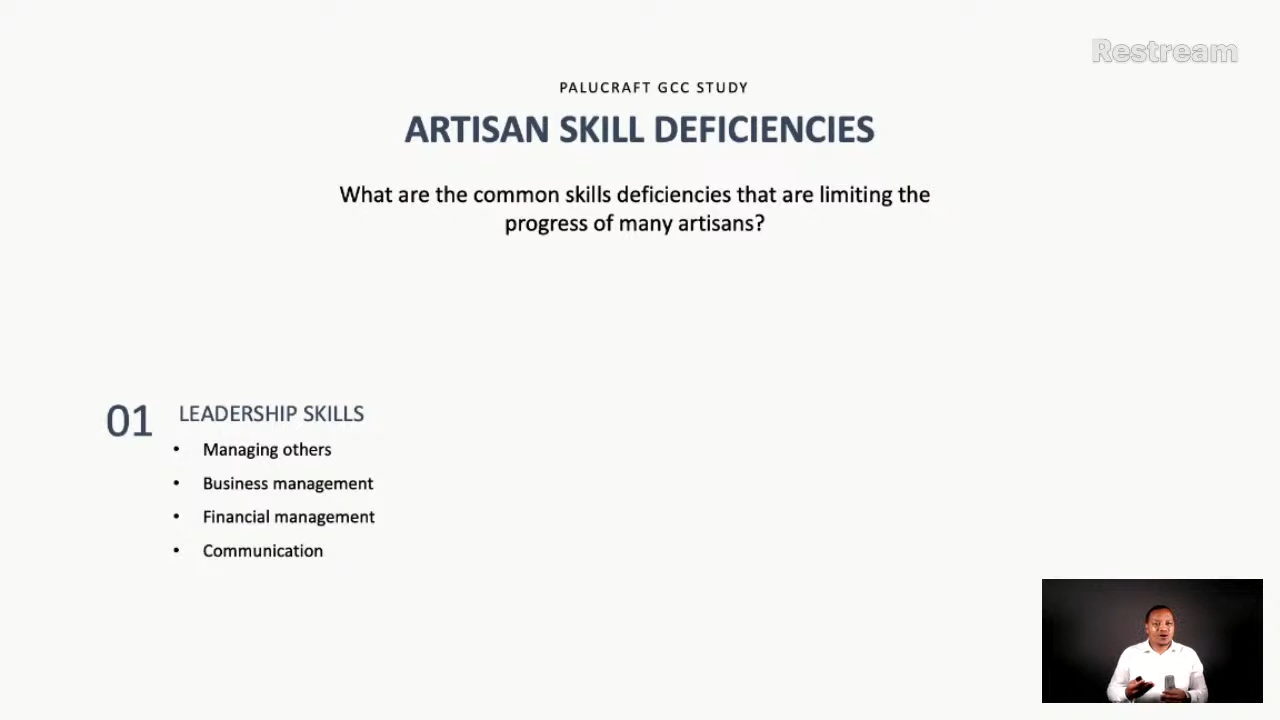 Restream
PALUCRAFT GCC STUDY
ARTISAN SKILL DEFICIENCIES
What are the common skills deficiencies that are limiting the
progress of many artisans?
01 LEADERSHIP SKILLS
• Managing others
• Business management
• Financial management
• Communication